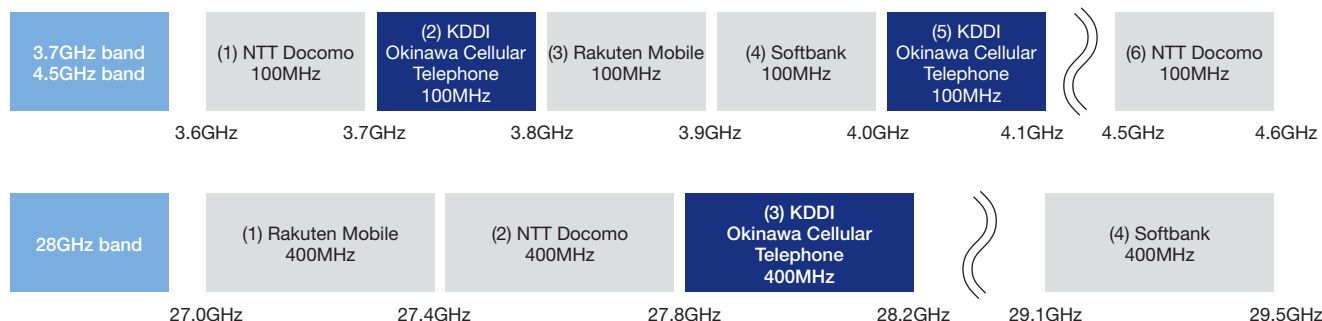 3.7GHz band
4.5GHz band
(1) NTT Docomo
100MHz
(2) KDDI
Okinawa Cellular
Telephone
100MHz
(3) Rakuten Mobile
100MHz
(4) Softbank
100MHz
(5) KDDI
Okinawa Cellular
Telephone
100MHz
(6) NTT Docomo
100MHz
3.6GHz
3.7GHz
3.8GHz
3.9GHz
4.0GHz
4.1GHz
4.5GHz
4.6GHz
28GHz band
(1) Rakuten Mobile
400MHz
(2) NTT Docomo
400MHz
(3) KDDI
Okinawa Cellular
Telephone
400MHz
(4) Softbank
400MHz
27.0GHz
27.4GHz
27.8GHz
28.2GHz
29.1GHz
29.5GHz